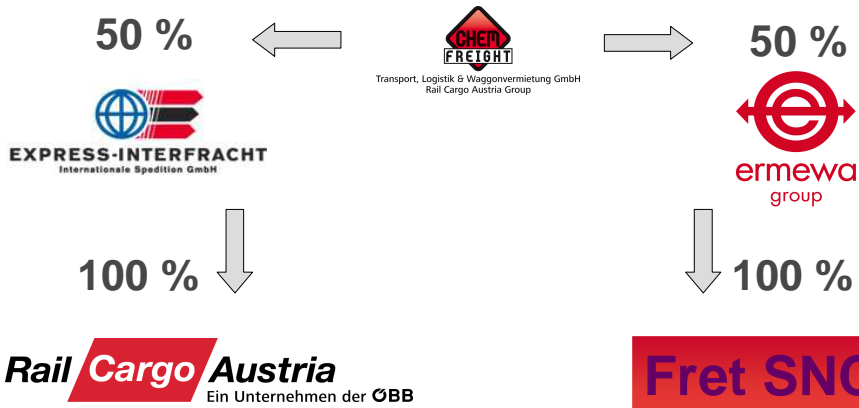 50 %
CHEM
FREIGHT
Transport, Logistik & Waggonvermietung GmbH
Rail Cargo Austria Group
50 %
EXPRESS-INTERFRACHT
Internationale Spedition GmbH
ermewa
group
100 %
100 %
Rail Cargo Austria
Ein Unternehmen der ÖBB
Fret SNC